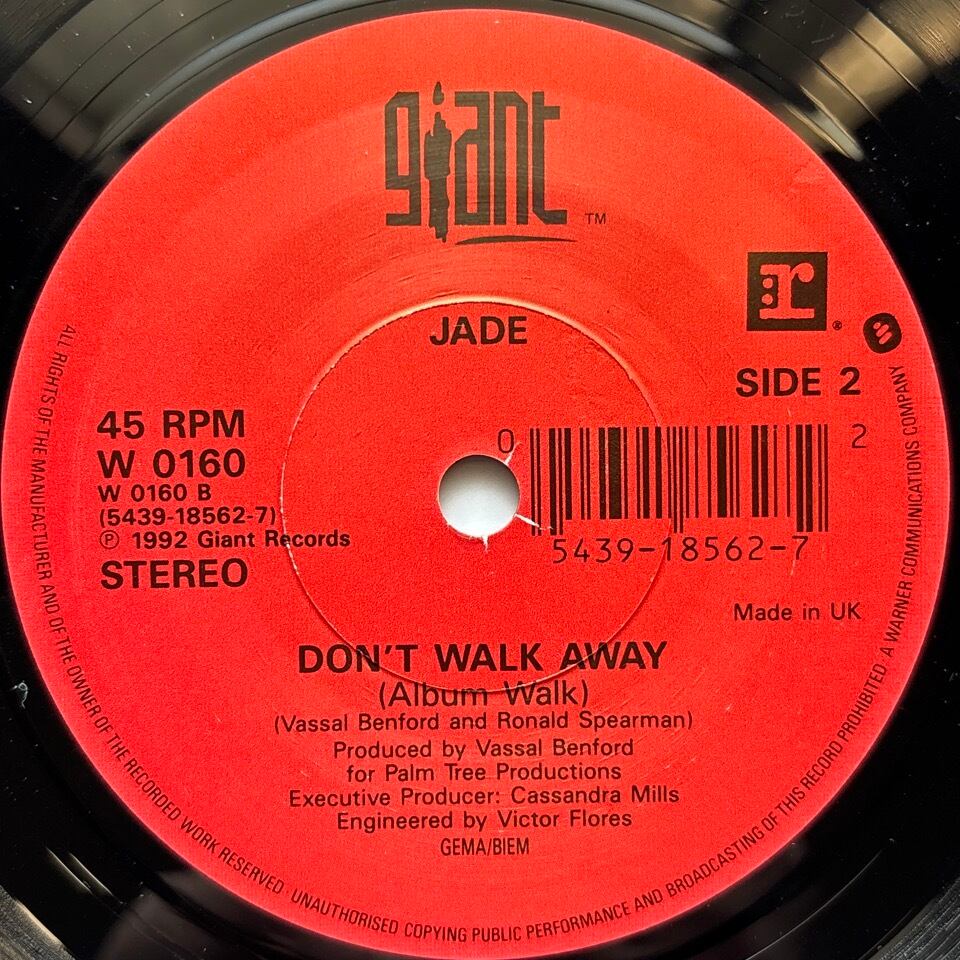 giant ™
r ®
JADE
SIDE 2
45 RPM
W 0160
W 0160 B
(5439-18562-7)
℗ 1992 Giant Records
STEREO
0 2
5439-18562-7
Made in UK
DON'T WALK AWAY
(Album Walk)
(Vassal Benford and Ronald Spearman)
Produced by Vassal Benford
for Palm Tree Productions
Executive Producer: Cassandra Mills
Engineered by Victor Flores
GEMA/BIEM
ALL RIGHTS OF THE MANUFACTURER AND OF THE OWNER OF THE RECORDED WORK RESERVED · UNAUTHORISED COPYING PUBLIC PERFORMANCE AND BROADCASTING OF THIS RECORD PROHIBITED · A WARNER COMMUNICATIONS COMPANY